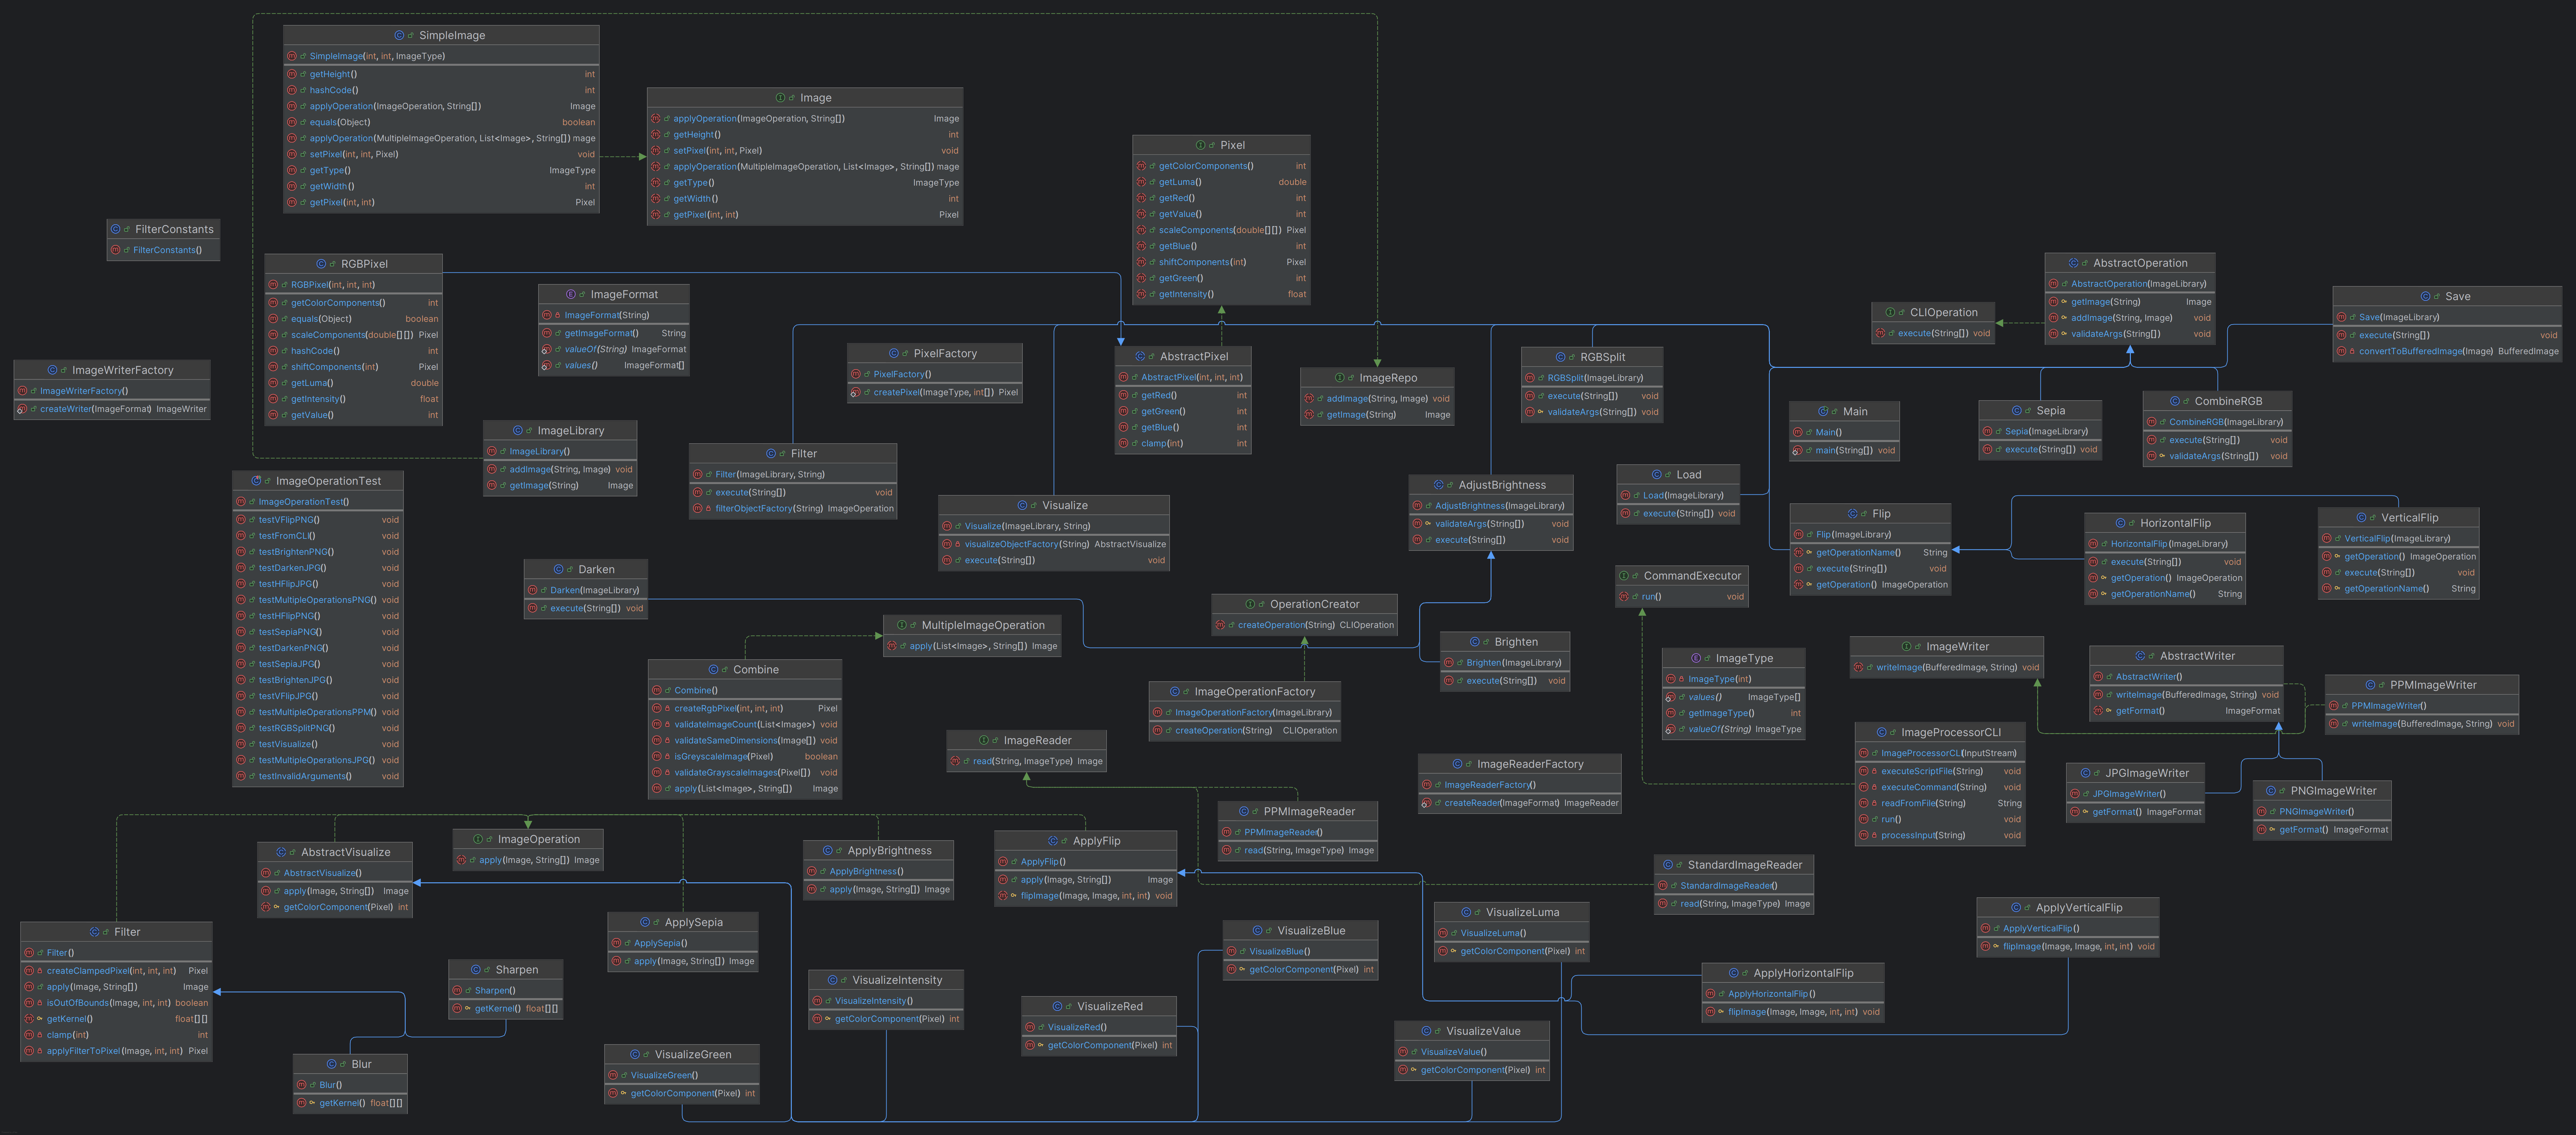 SimpleImage
SimpleImage(int, int, ImageType)
getHeight() int
hashCode() int
applyOperation(ImageOperation, String[]) Image
equals(Object) boolean
applyOperation(MultipleImageOperation, List<Image>, String[]) mage
setPixel(int, int, Pixel) void
getType() ImageType
getWidth() int
getPixel(int, int) Pixel
Image
applyOperation(ImageOperation, String[]) Image
getHeight() int
setPixel(int, int, Pixel) void
applyOperation(MultipleImageOperation, List<Image>, String[]) mage
getType() ImageType
getWidth() int
getPixel(int, int) Pixel
Pixel
getColorComponents() int
getLuma() double
getRed() int
getValue() int
scaleComponents(double[][]) Pixel
getBlue() int
shiftComponents(int) Pixel
getGreen() int
getIntensity() float
FilterConstants
FilterConstants()
RGBPixel
RGBPixel(int, int, int)
getColorComponents() int
equals(Object) boolean
scaleComponents(double[][]) Pixel
hashCode() int
shiftComponents(int) Pixel
getLuma() double
getIntensity() float
getValue() int
ImageFormat
ImageFormat(String)
getImageFormat() String
valueOf(String) ImageFormat
values() ImageFormat[]
PixelFactory
PixelFactory()
createPixel(ImageType, int[]) Pixel
AbstractPixel
AbstractPixel(int, int, int)
getRed() int
getGreen() int
getBlue() int
clamp(int) int
ImageRepo
addImage(String, Image) void
getImage(String) Image
RGBSplit
RGBSplit(ImageLibrary)
execute(String[]) void
validateArgs(String[]) void
CLIOperation
execute(String[]) void
AbstractOperation
AbstractOperation(ImageLibrary)
getImage(String) Image
addImage(String, Image) void
validateArgs(String[]) void
Save
Save(ImageLibrary)
execute(String[]) void
convertToBufferedImage(Image) BufferedImage
ImageWriterFactory
ImageWriterFactory()
createWriter(ImageFormat) ImageWriter
ImageLibrary
ImageLibrary()
addImage(String, Image) void
getImage(String) Image
Filter
Filter(ImageLibrary, String)
execute(String[]) void
filterObjectFactory(String) ImageOperation
Visualize
Visualize(ImageLibrary, String)
visualizeObjectFactory(String) AbstractVisualize
execute(String[]) void
AdjustBrightness
AdjustBrightness(ImageLibrary)
validateArgs(String[]) void
execute(String[]) void
Load
Load(ImageLibrary)
execute(String[]) void
Main
Main()
main(String[]) void
Sepia
Sepia(ImageLibrary)
execute(String[]) void
CombineRGB
CombineRGB(ImageLibrary)
execute(String[]) void
validateArgs(String[]) void
ImageOperationTest
ImageOperationTest()
testVFlipPNG() void
testFromCLI() void
testBrightenPNG() void
testDarkenJPG() void
testHFlipJPG() void
testMultipleOperationsPNG() void
testHFlipPNG() void
testSepiaPNG() void
testDarkenPNG() void
testSepiaJPG() void
testBrightenJPG() void
testVFlipJPG() void
testMultipleOperationsPPM() void
testRGBSplitPNG() void
testVisualize() void
testMultipleOperationsJPG() void
testInvalidArguments() void
Flip
Flip(ImageLibrary)
getOperationName() String
execute(String[]) void
getOperation() ImageOperation
HorizontalFlip
HorizontalFlip(ImageLibrary)
execute(String[]) void
getOperation() ImageOperation
getOperationName() String
VerticalFlip
VerticalFlip(ImageLibrary)
getOperation() ImageOperation
execute(String[]) void
getOperationName() String
Darken
Darken(ImageLibrary)
execute(String[]) void
MultipleImageOperation
apply(List<Image>, String[]) Image
OperationCreator
createOperation(String) CLIOperation
CommandExecutor
run() void
Brighten
Brighten(ImageLibrary)
execute(String[]) void
Combine
Combine()
createRgbPixel(int, int, int) Pixel
validateImageCount(List<Image>) void
validateSameDimensions(Image[]) void
isGreyscaleImage(Pixel) boolean
validateGrayscaleImages(Pixel[]) void
apply(List<Image>, String[]) Image
ImageOperationFactory
ImageOperationFactory(ImageLibrary)
createOperation(String) CLIOperation
ImageType
ImageType(int)
values() ImageType[]
getImageType() int
valueOf(String) ImageType
ImageWriter
writeImage(BufferedImage, String) void
AbstractWriter
AbstractWriter()
writeImage(BufferedImage, String) void
getFormat() ImageFormat
PPMImageWriter
PPMImageWriter()
writeImage(BufferedImage, String) void
ImageReader
read(String, ImageType) Image
ImageReaderFactory
ImageReaderFactory()
createReader(ImageFormat) ImageReader
ImageProcessorCLI
ImageProcessorCLI(InputStream)
executeScriptFile(String) void
executeCommand(String) void
readFromFile(String) String
run() void
processInput(String) void
JPGImageWriter
JPGImageWriter()
getFormat() ImageFormat
PNGImageWriter
PNGImageWriter()
getFormat() ImageFormat
PPMImageReader
PPMImageReader()
read(String, ImageType) Image
AbstractVisualize
AbstractVisualize()
apply(Image, String[]) Image
getColorComponent(Pixel) int
ImageOperation
apply(Image, String[]) Image
ApplyBrightness
ApplyBrightness()
apply(Image, String[]) Image
ApplyFlip
ApplyFlip()
apply(Image, String[]) Image
flipImage(Image, Image, int, int) void
StandardImageReader
StandardImageReader()
read(String, ImageType) Image
Filter
Filter()
createClampedPixel(int, int, int) Pixel
apply(Image, String[]) Image
isOutOfBounds(Image, int, int) boolean
getKernel() float[][]
clamp(int) int
applyFilterToPixel(Image, int, int) Pixel
ApplySepia
ApplySepia()
apply(Image, String[]) Image
VisualizeBlue
VisualizeBlue()
getColorComponent(Pixel) int
VisualizeLuma
VisualizeLuma()
getColorComponent(Pixel) int
ApplyVerticalFlip
ApplyVerticalFlip()
flipImage(Image, Image, int, int) void
Sharpen
Sharpen()
getKernel() float[][]
VisualizeIntensity
VisualizeIntensity()
getColorComponent(Pixel) int
ApplyHorizontalFlip
ApplyHorizontalFlip()
flipImage(Image, Image, int, int) void
VisualizeRed
VisualizeRed()
getColorComponent(Pixel) int
VisualizeValue
VisualizeValue()
getColorComponent(Pixel) int
Blur
Blur()
getKernel() float[][]
VisualizeGreen
VisualizeGreen()
getColorComponent(Pixel) int